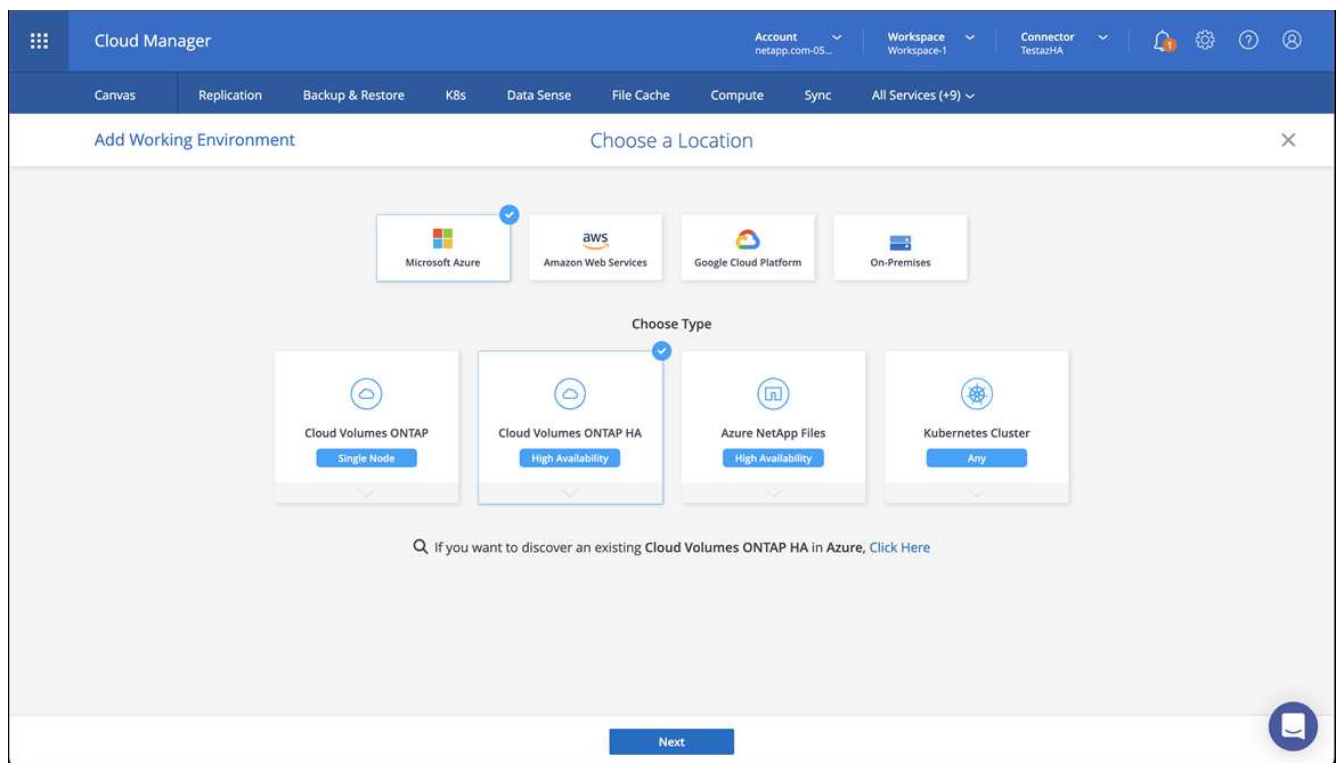 Cloud Manager
Account
netapp.com-05...
Workspace
Workspace-1
Connector
TestazHA
1
?
Canvas
Replication
Backup & Restore
K8s
Data Sense
File Cache
Compute
Sync
All Services (+9)
Add Working Environment
Choose a Location
Microsoft Azure
aws
Amazon Web Services
Google Cloud Platform
On-Premises
Choose Type
Cloud Volumes ONTAP
Single Node
Cloud Volumes ONTAP HA
High Availability
Azure NetApp Files
High Availability
Kubernetes Cluster
Any
If you want to discover an existing Cloud Volumes ONTAP HA in Azure, Click Here
Next